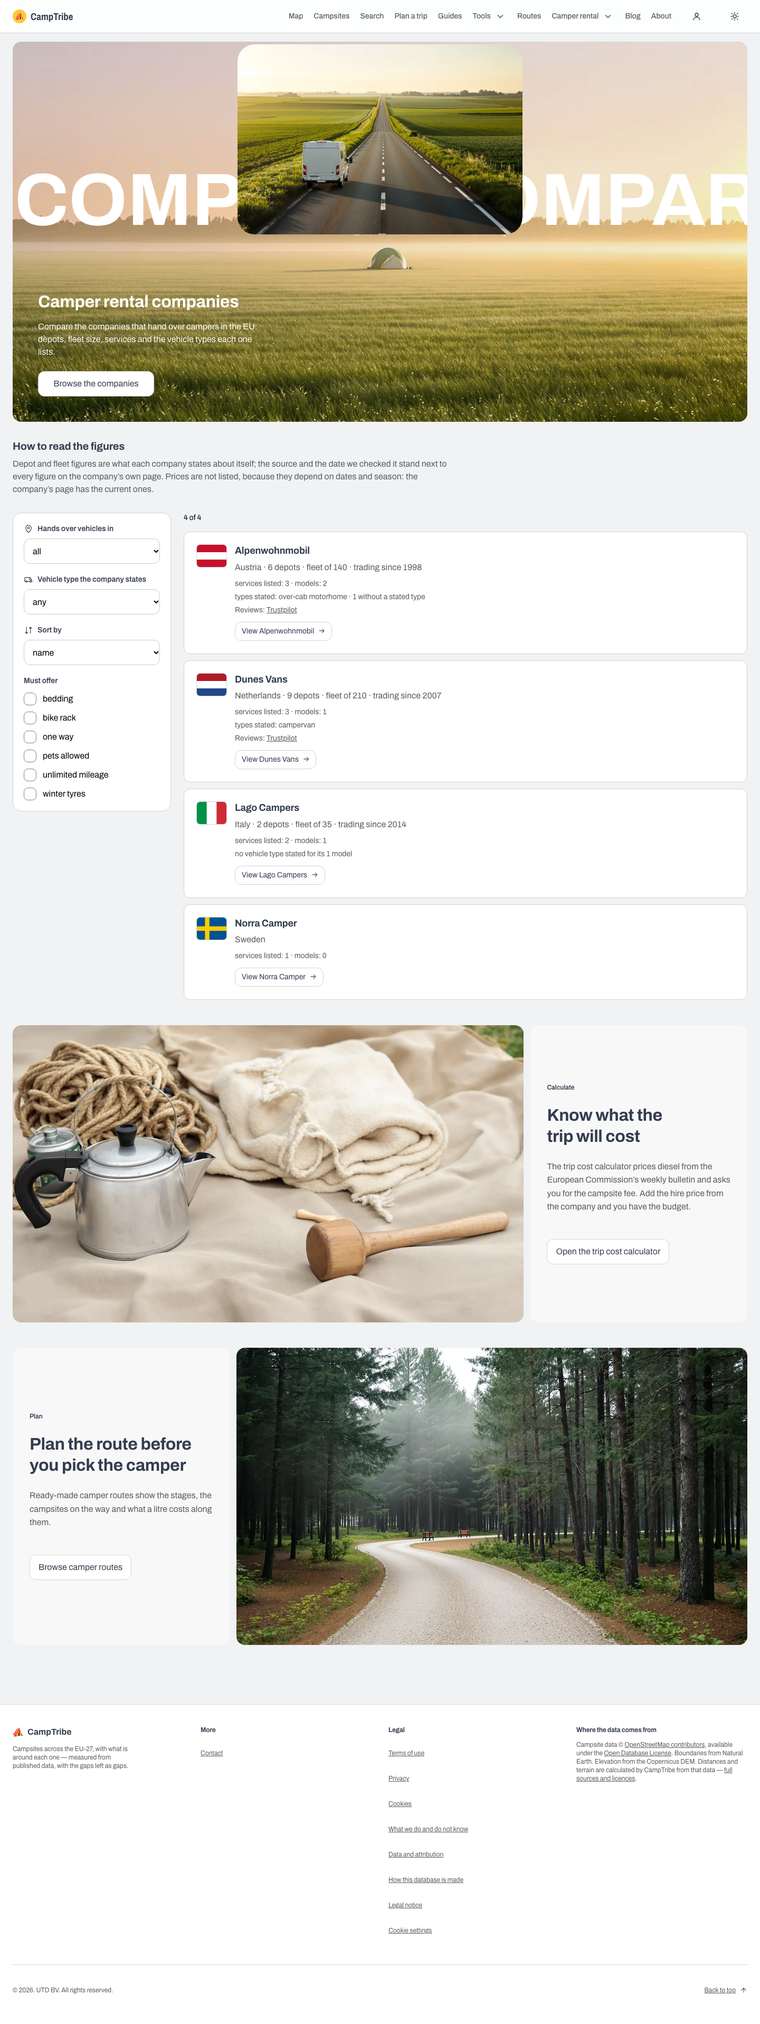 CampTribe
Map Campsites Search Plan a trip Guides Tools Routes Camper rental Blog About
COMP OMPAR
Camper rental companies
Compare the companies that hand over campers in the EU:
depots, fleet size, services and the vehicle types each one
lists.
Browse the companies
How to read the figures
Depot and fleet figures are what each company states about itself; the source and the date we checked it stand next to
every figure on the company's own page. Prices are not listed, because they depend on dates and season: the
company's page has the current ones.
Hands over vehicles in
all
Vehicle type the company states
any
Sort by
name
Must offer
bedding
bike rack
one way
pets allowed
unlimited mileage
winter tyres
4 of 4
Alpenwohnmobil
Austria · 6 depots · fleet of 140 · trading since 1998
services listed: 3 · models: 2
types stated: over-cab motorhome · 1 without a stated type
Reviews: Trustpilot
View Alpenwohnmobil
Dunes Vans
Netherlands · 9 depots · fleet of 210 · trading since 2007
services listed: 3 · models: 1
types stated: campervan
Reviews: Trustpilot
View Dunes Vans
Lago Campers
Italy · 2 depots · fleet of 35 · trading since 2014
services listed: 2 · models: 1
no vehicle type stated for its 1 model
View Lago Campers
Norra Camper
Sweden
services listed: 1 · models: 0
View Norra Camper
Calculate
Know what the
trip will cost
The trip cost calculator prices diesel from the
European Commission's weekly bulletin and asks
you for the campsite fee. Add the hire price from
the company and you have the budget.
Open the trip cost calculator
Plan
Plan the route before
you pick the camper
Ready-made camper routes show the stages, the
campsites on the way and what a litre costs along
them.
Browse camper routes
CampTribe
Campsites across the EU-27, with what is
around each one — measured from
published data, with the gaps left as gaps.
More
Contact
Legal
Terms of use
Privacy
Cookies
What we do and do not know
Data and attribution
How this database is made
Legal notice
Cookie settings
Where the data comes from
Campsite data © OpenStreetMap contributors, available
under the Open Database License. Boundaries from Natural
Earth. Elevation from the Copernicus DEM. Distances and
terrain are calculated by CampTribe from that data — full
sources and licences.
© 2026. UTD BV. All rights reserved.
Back to top